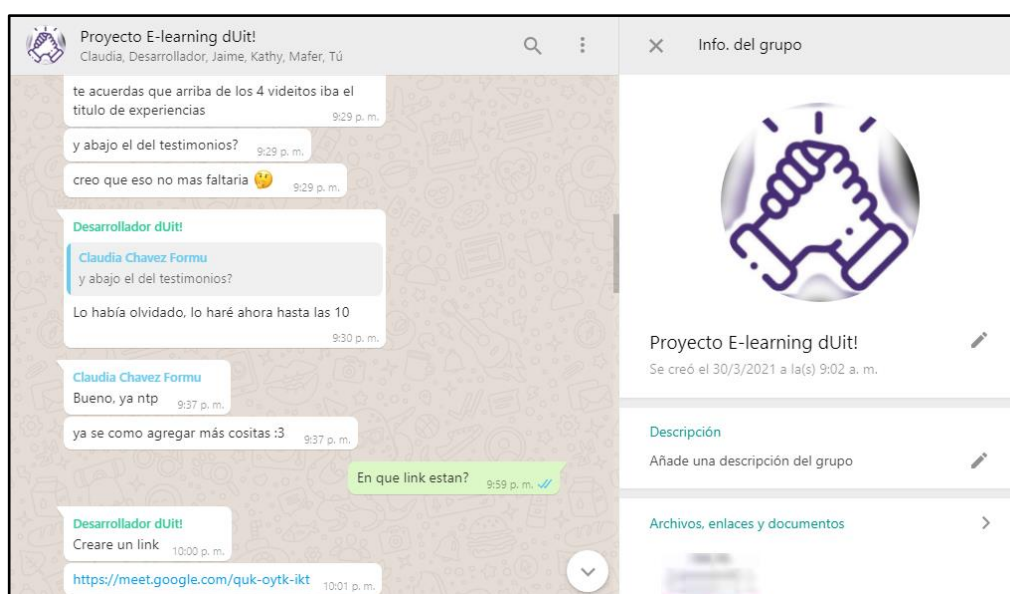 Proyecto E-learning dUit!
Claudia, Desarrollador, Jaime, Kathy, Mafer, Tú
te acuerdas que arriba de los 4 videitos iba el
titulo de experiencias
9:29 p. m.
y abajo el del testimonios?
9:29 p. m.
creo que eso no mas faltaria 🤔
9:29 p. m.
Desarrollador dUit!
Claudia Chavez Formu
y abajo el del testimonios?
Lo había olvidado, lo haré ahora hasta las 10
9:30 p. m.
Claudia Chavez Formu
Bueno, ya ntp
9:37 p. m.
ya se como agregar más cositas :3
9:37 p. m.
En que link estan?
9:59 p. m.
Desarrollador dUit!
Creare un link
10:00 p. m.
https://meet.google.com/quk-oytk-ikt
10:01 p. m.
Info. del grupo
Proyecto E-learning dUit!
Se creó el 30/3/2021 a la(s) 9:02 a. m.
Descripción
Añade una descripción del grupo
Archivos, enlaces y documentos